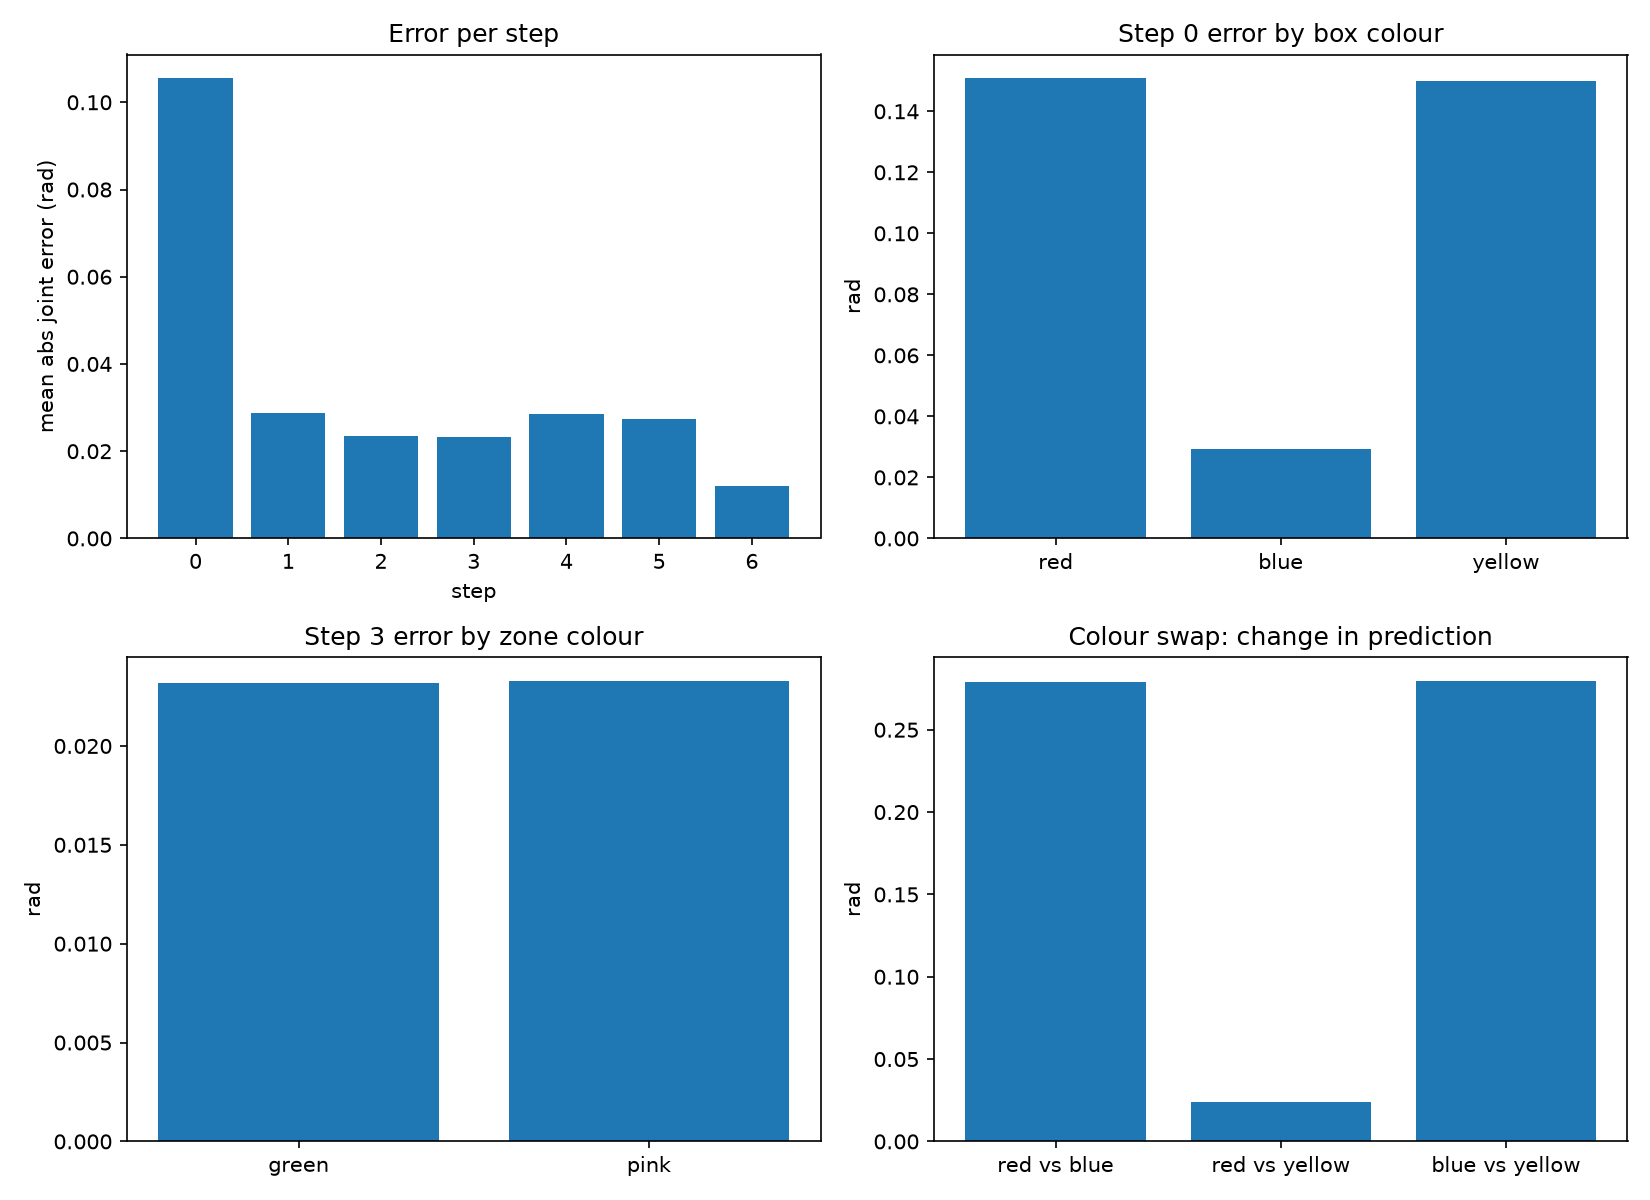 Error per step
mean abs joint error (rad)
0.10
0.08
0.06
0.04
0.02
0.00
0 1 2 3 4 5 6
step
Step 0 error by box colour
rad
0.14
0.12
0.10
0.08
0.06
0.04
0.02
0.00
red blue yellow
Step 3 error by zone colour
rad
0.020
0.015
0.010
0.005
0.000
green pink
Colour swap: change in prediction
rad
0.25
0.20
0.15
0.10
0.05
0.00
red vs blue red vs yellow blue vs yellow